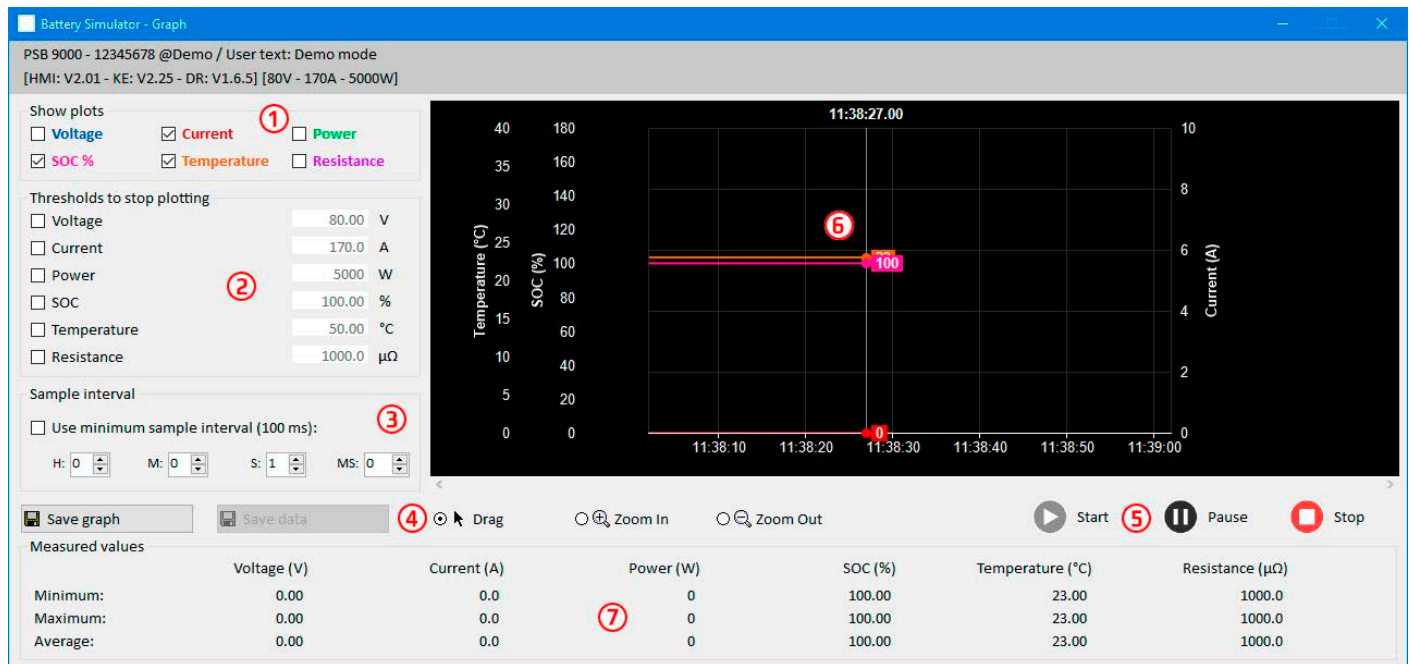 Battery Simulator - Graph
PSB 9000 - 12345678 @Demo / User text: Demo mode
[HMI: V2.01 - KE: V2.25 - DR: V1.6.5] [80V - 170A - 5000W]
Show plots
1
Voltage Current Power
SOC % Temperature Resistance
Thresholds to stop plotting
Voltage 80.00 V
Current 170.0 A
Power 5000 W
2
SOC 100.00 %
Temperature 50.00 °C
Resistance 1000.0 µΩ
Sample interval
3
Use minimum sample interval (100 ms):
H: 0 M: 0 S: 1 MS: 0
11:38:27.00
40 180 10
35 160
8
30 140
6
25 120
6
20 100
23
100
80
15 4
60
10 40
2
5 20
0 0 0 0
Temperature (°C)
SOC (%)
Current (A)
11:38:10 11:38:20 11:38:30 11:38:40 11:38:50 11:39:00
Save graph Save data 4 Drag Zoom In Zoom Out Start 5 Pause Stop
Measured values
Voltage (V) Current (A) Power (W) SOC (%) Temperature (°C) Resistance (µΩ)
Minimum: 0.00 0.0 0 100.00 23.00 1000.0
Maximum: 0.00 0.0 7 0 100.00 23.00 1000.0
Average: 0.00 0.0 0 100.00 23.00 1000.0